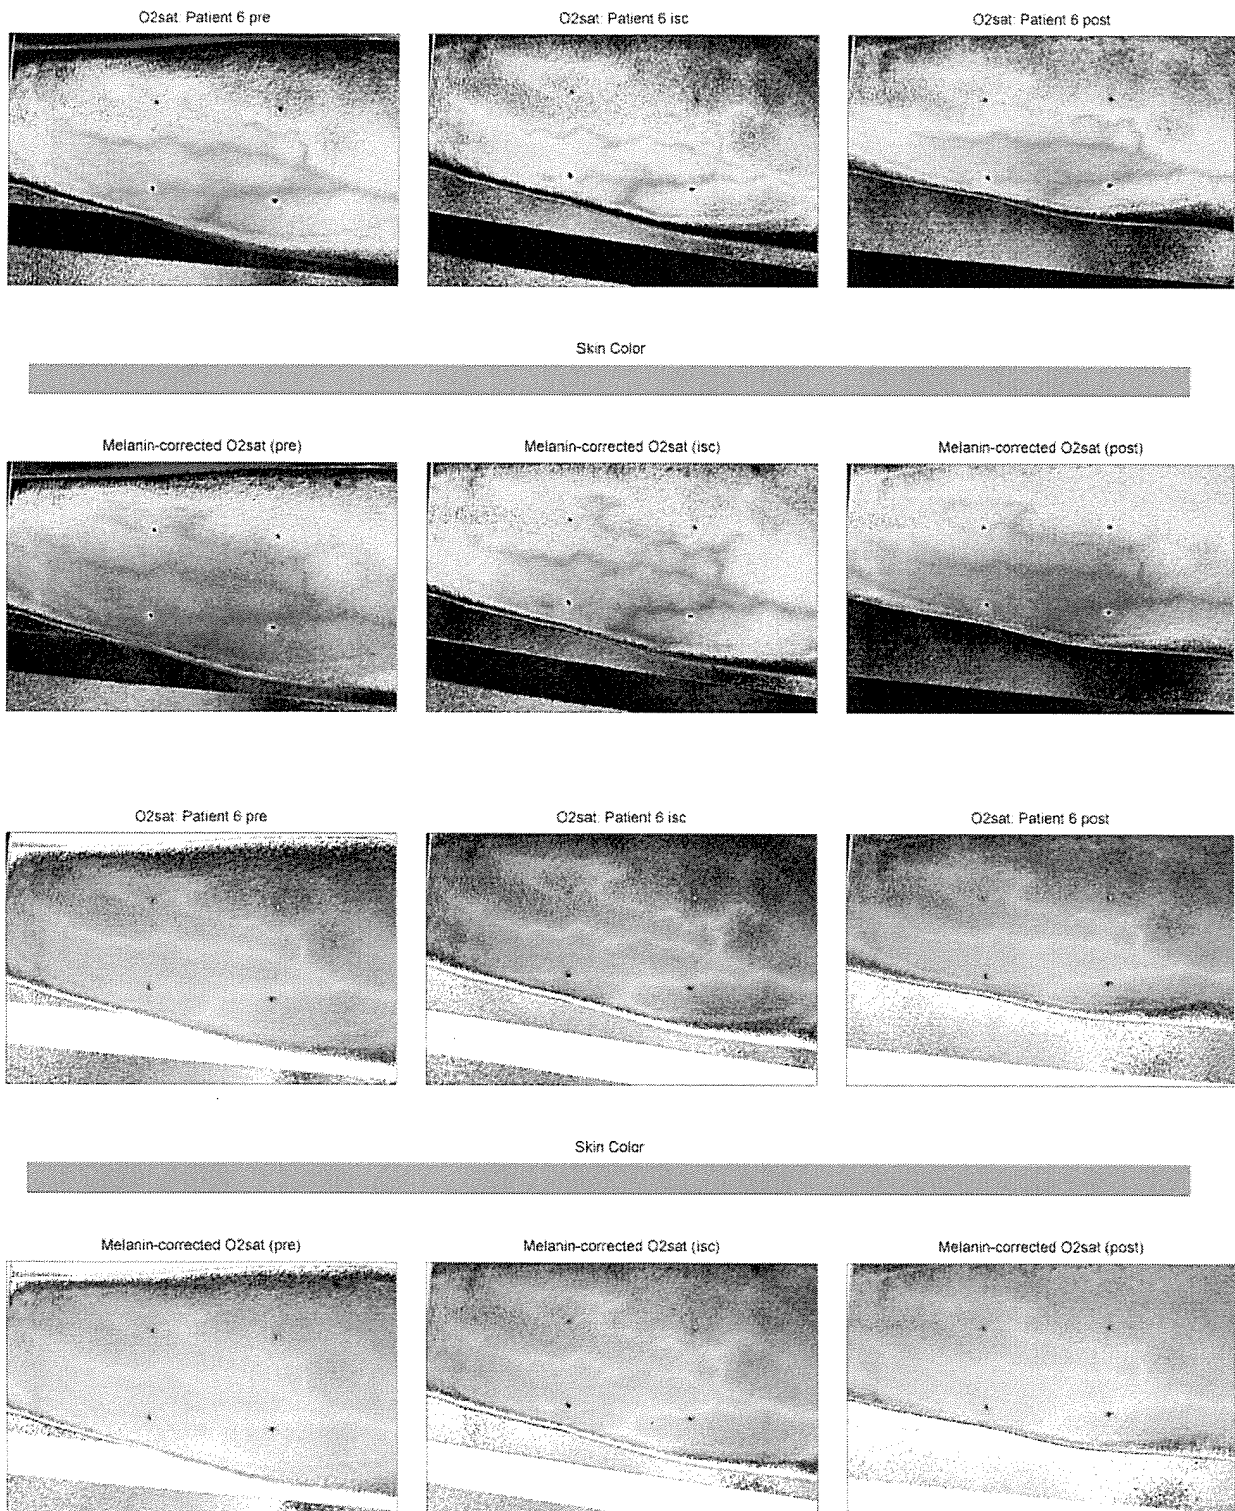 O2sat: Patient 6 pre
O2sat: Patient 6 isc
O2sat: Patient 6 post
Skin Color
Melanin-corrected O2sat (pre)
Melanin-corrected O2sat (isc)
Melanin-corrected O2sat (post)
O2sat: Patient 6 pre
O2sat: Patient 6 isc
O2sat: Patient 6 post
Skin Color
Melanin-corrected O2sat (pre)
Melanin-corrected O2sat (isc)
Melanin-corrected O2sat (post)